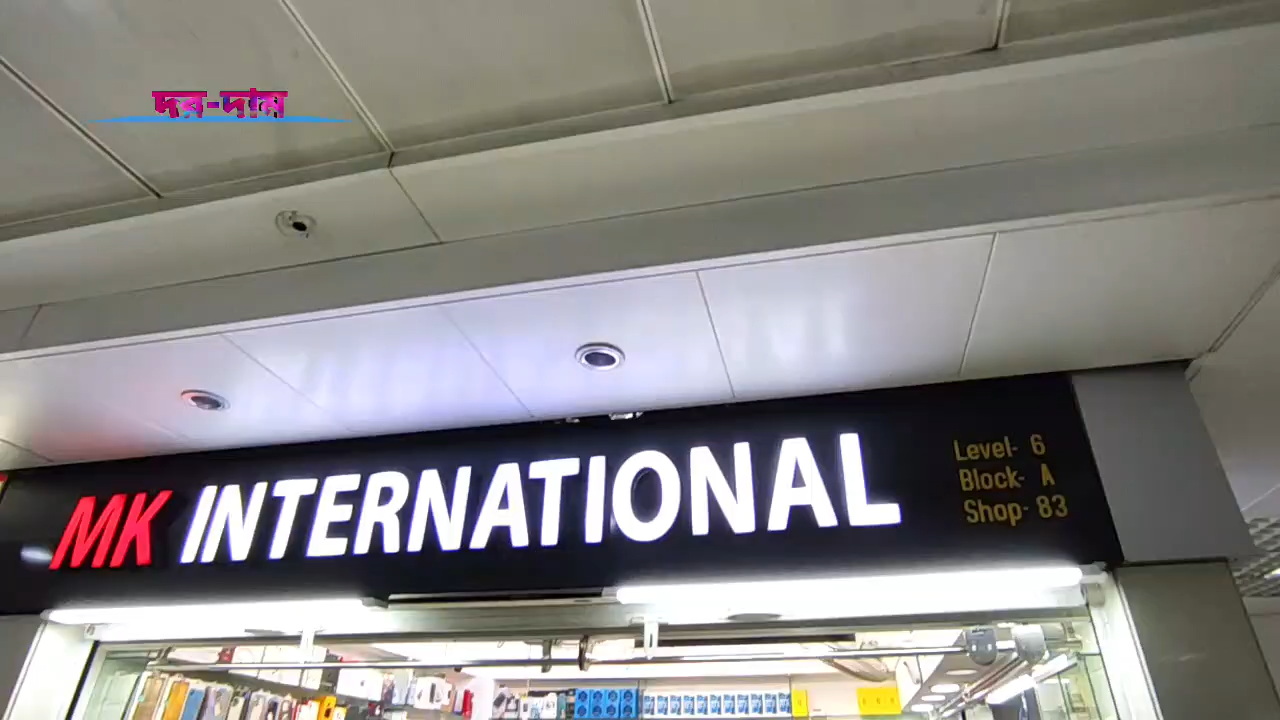 দর-দাম
MK INTERNATIONAL
Level- 6
Block- A
Shop- 83